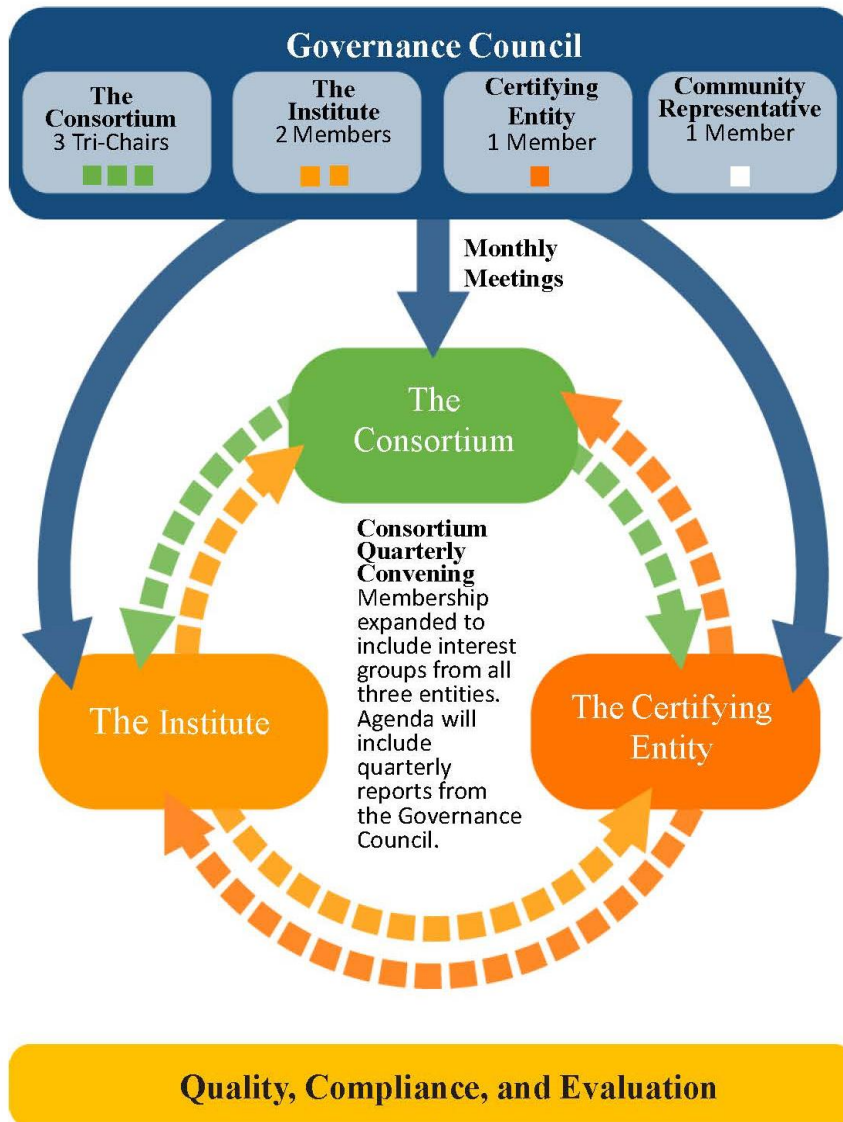 Governance Council
The
Consortium
3 Tri-Chairs
The
Institute
2 Members
Certifying
Entity
1 Member
Community
Representative
1 Member
Monthly
Meetings
The
Consortium
Consortium
Quarterly
Convening
Membership
expanded to
include interest
groups from all
three entities.
Agenda will
include
quarterly
reports from
the Governance
Council.
The Institute
The Certifying
Entity
Quality, Compliance, and Evaluation